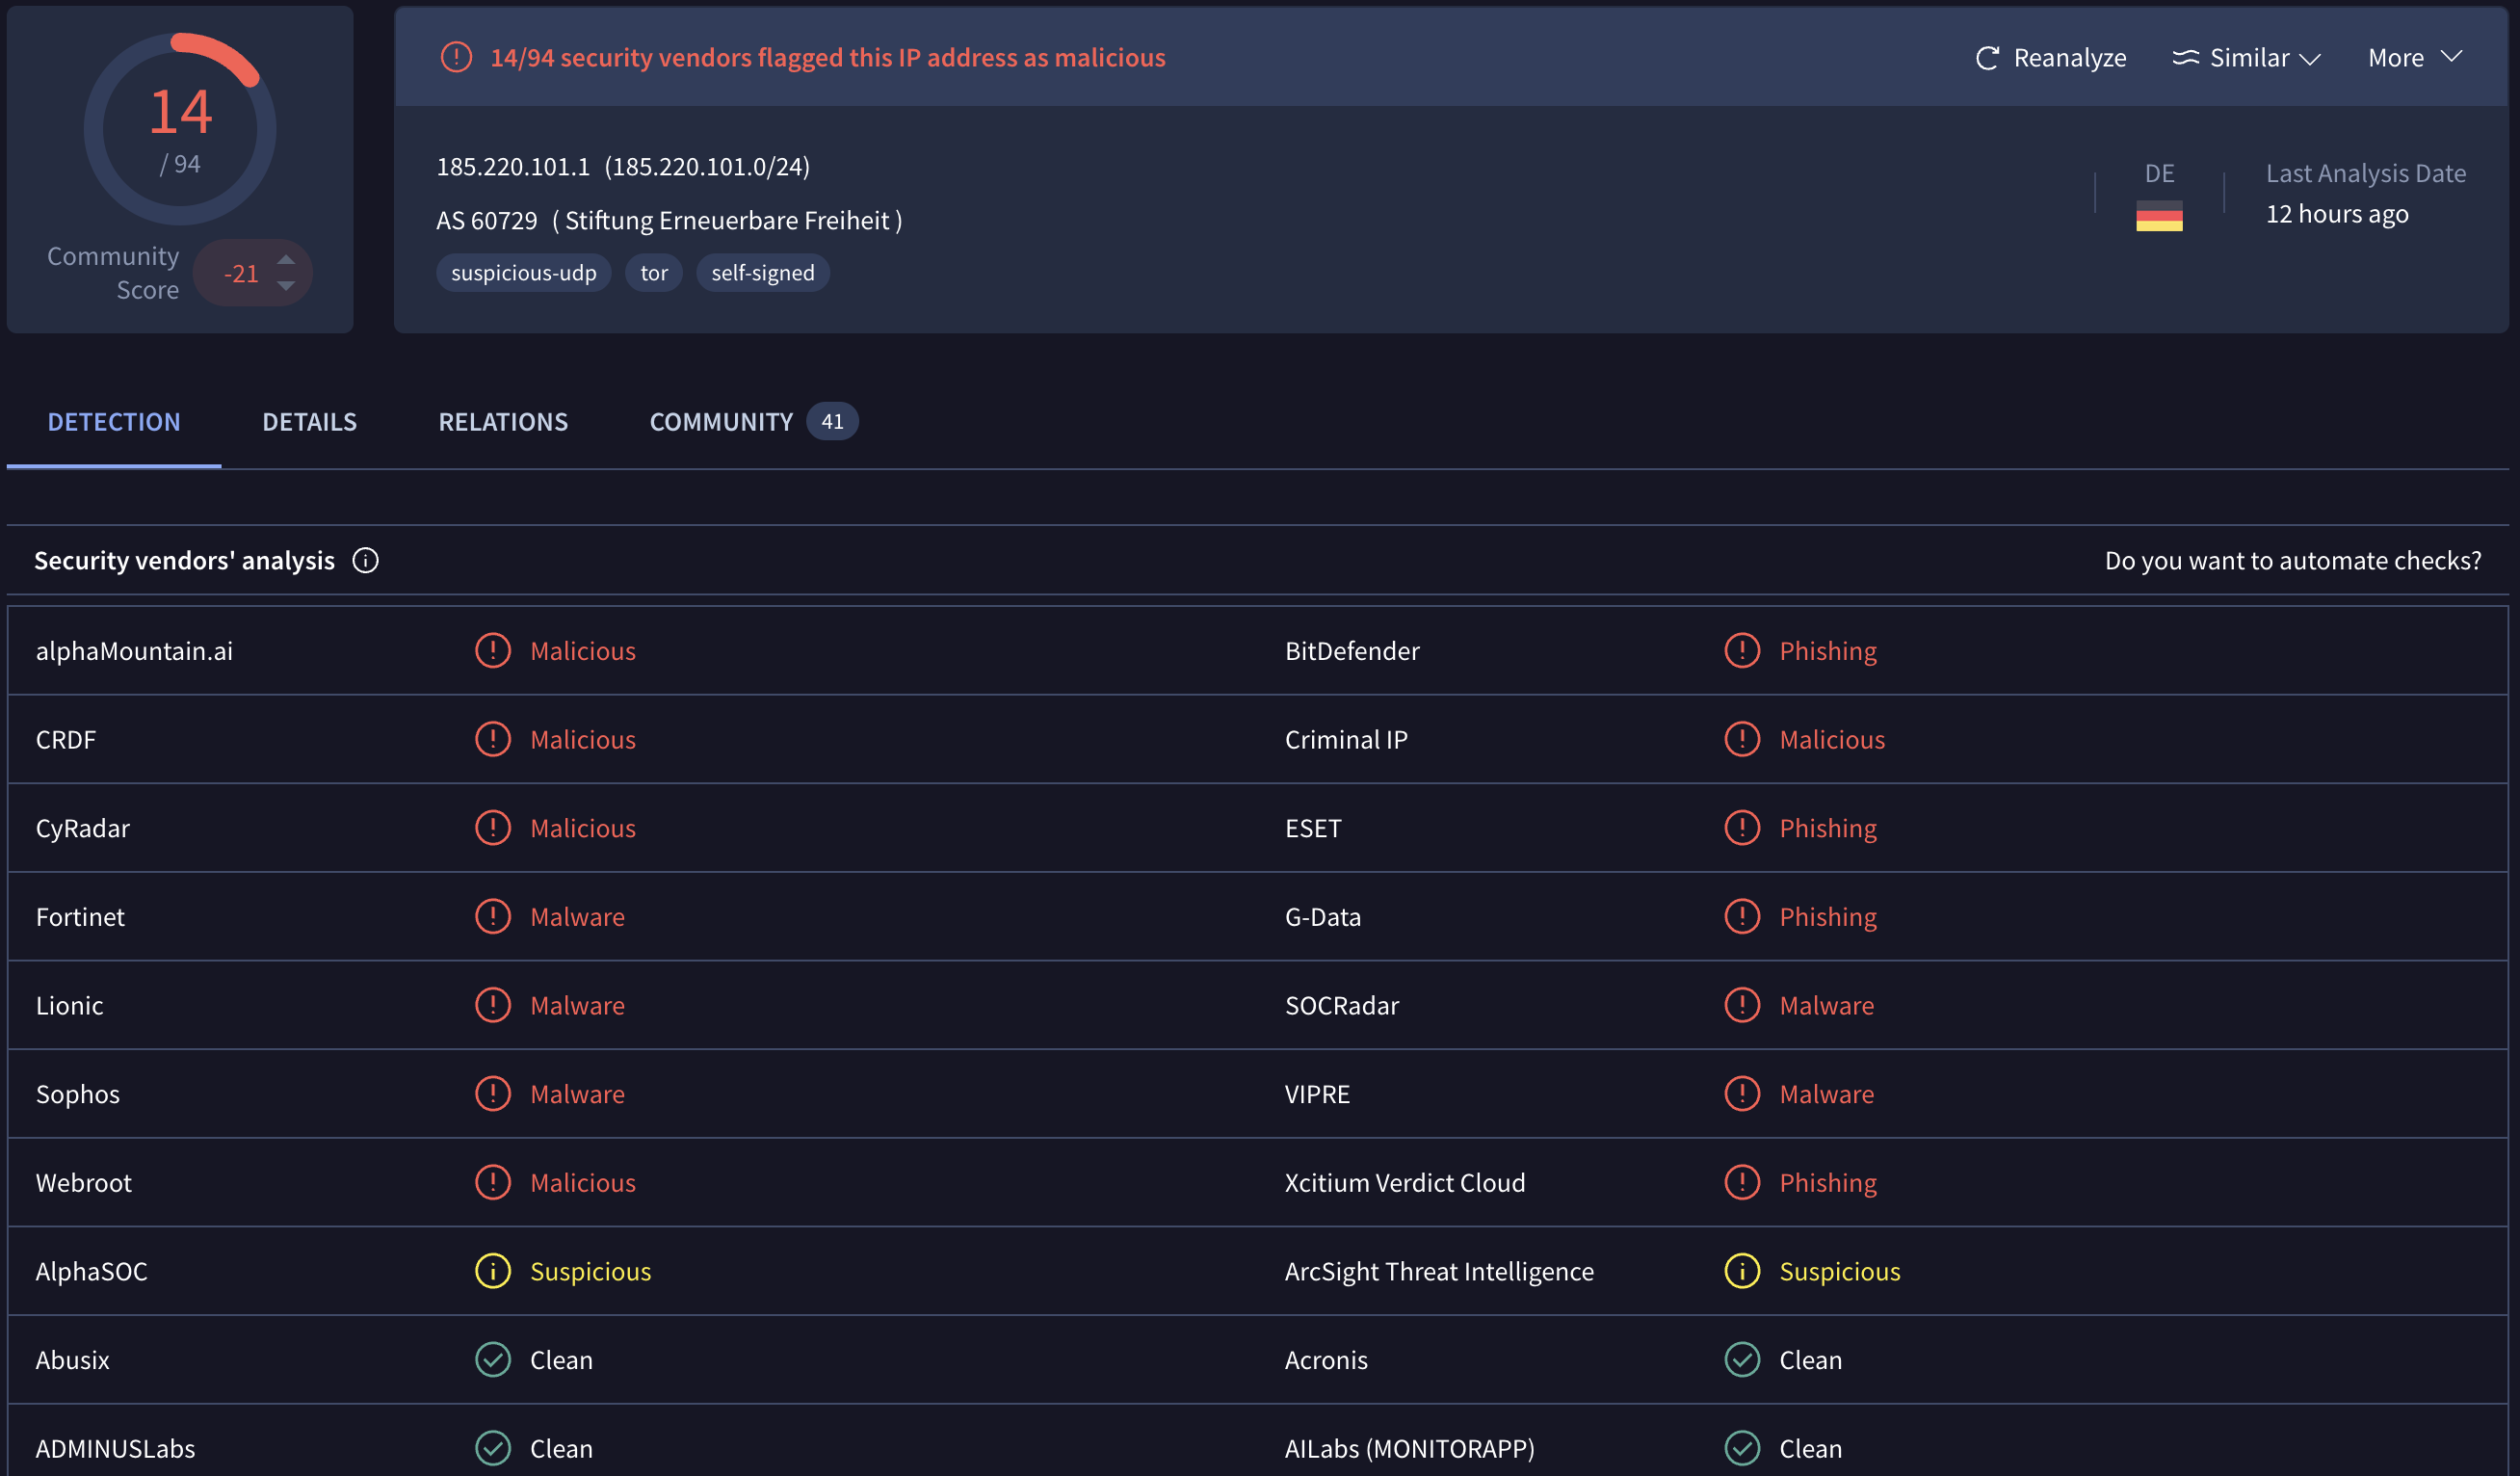 14
/ 94
Community
Score
-21
14/94 security vendors flagged this IP address as malicious
Reanalyze
Similar
More
185.220.101.1 (185.220.101.0/24)
AS 60729 ( Stiftung Erneuerbare Freiheit )
suspicious-udp tor self-signed
DE
Last Analysis Date
12 hours ago
DETECTION DETAILS RELATIONS COMMUNITY 41
Security vendors' analysis
Do you want to automate checks?
alphaMountain.ai Malicious BitDefender Phishing
CRDF Malicious Criminal IP Malicious
CyRadar Malicious ESET Phishing
Fortinet Malware G-Data Phishing
Lionic Malware SOCRadar Malware
Sophos Malware VIPRE Malware
Webroot Malicious Xcitium Verdict Cloud Phishing
AlphaSOC Suspicious ArcSight Threat Intelligence Suspicious
Abusix Clean Acronis Clean
ADMINUSLabs Clean AILabs (MONITORAPP) Clean